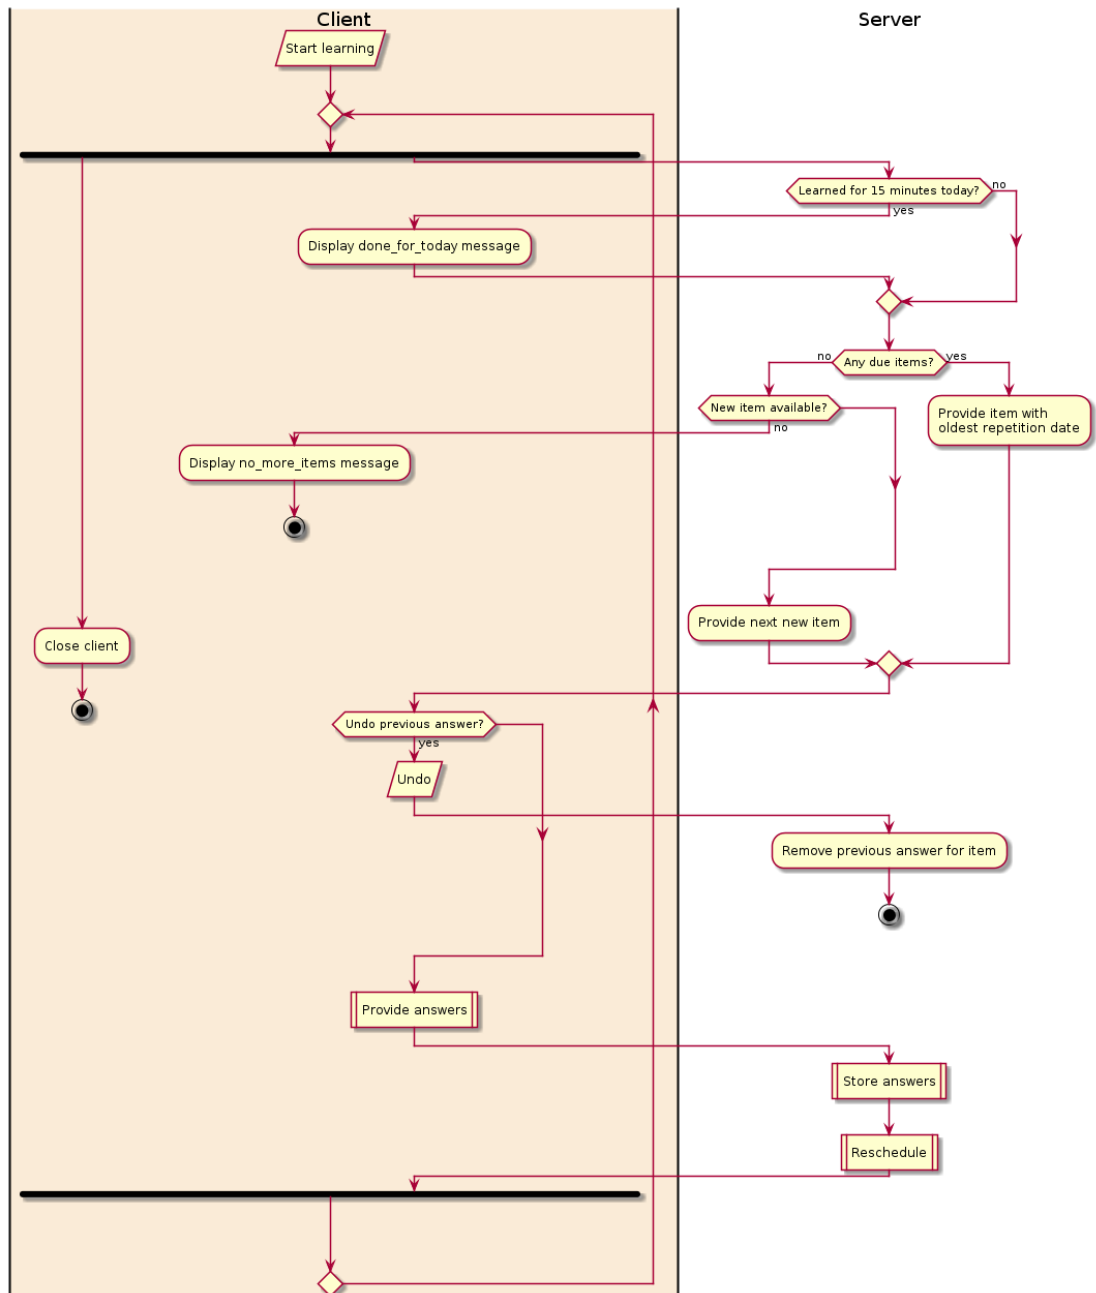 Client
Server
Start learning
Learned for 15 minutes today?
no
yes
Display done_for_today message
no
Any due items?
yes
New item available?
no
Provide item with
oldest repetition date
Display no_more_items message
Provide next new item
Close client
Undo previous answer?
yes
Undo
Remove previous answer for item
Provide answers
Store answers
Reschedule